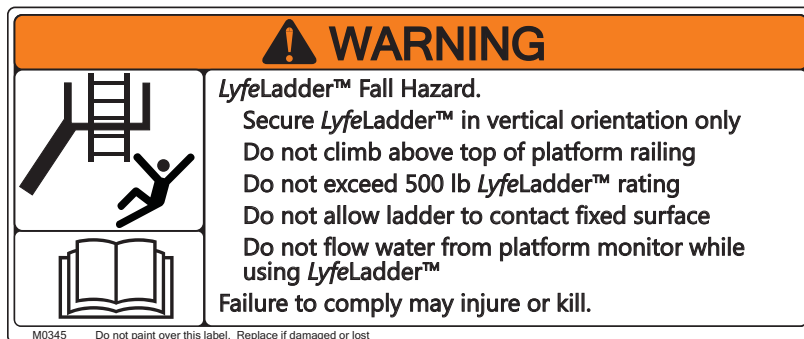 WARNING
LyfeLadder™ Fall Hazard.
Secure LyfeLadder™ in vertical orientation only
Do not climb above top of platform railing
Do not exceed 500 lb LyfeLadder™ rating
Do not allow ladder to contact fixed surface
Do not flow water from platform monitor while
using LyfeLadder™
Failure to comply may injure or kill.
M0345 Do not paint over this label. Replace if damaged or lost